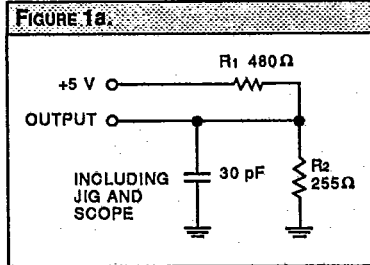 FIGURE 1a.
R1 480Ω
+5 V
OUTPUT
INCLUDING
JIG AND
SCOPE
30 pF
R2
255Ω